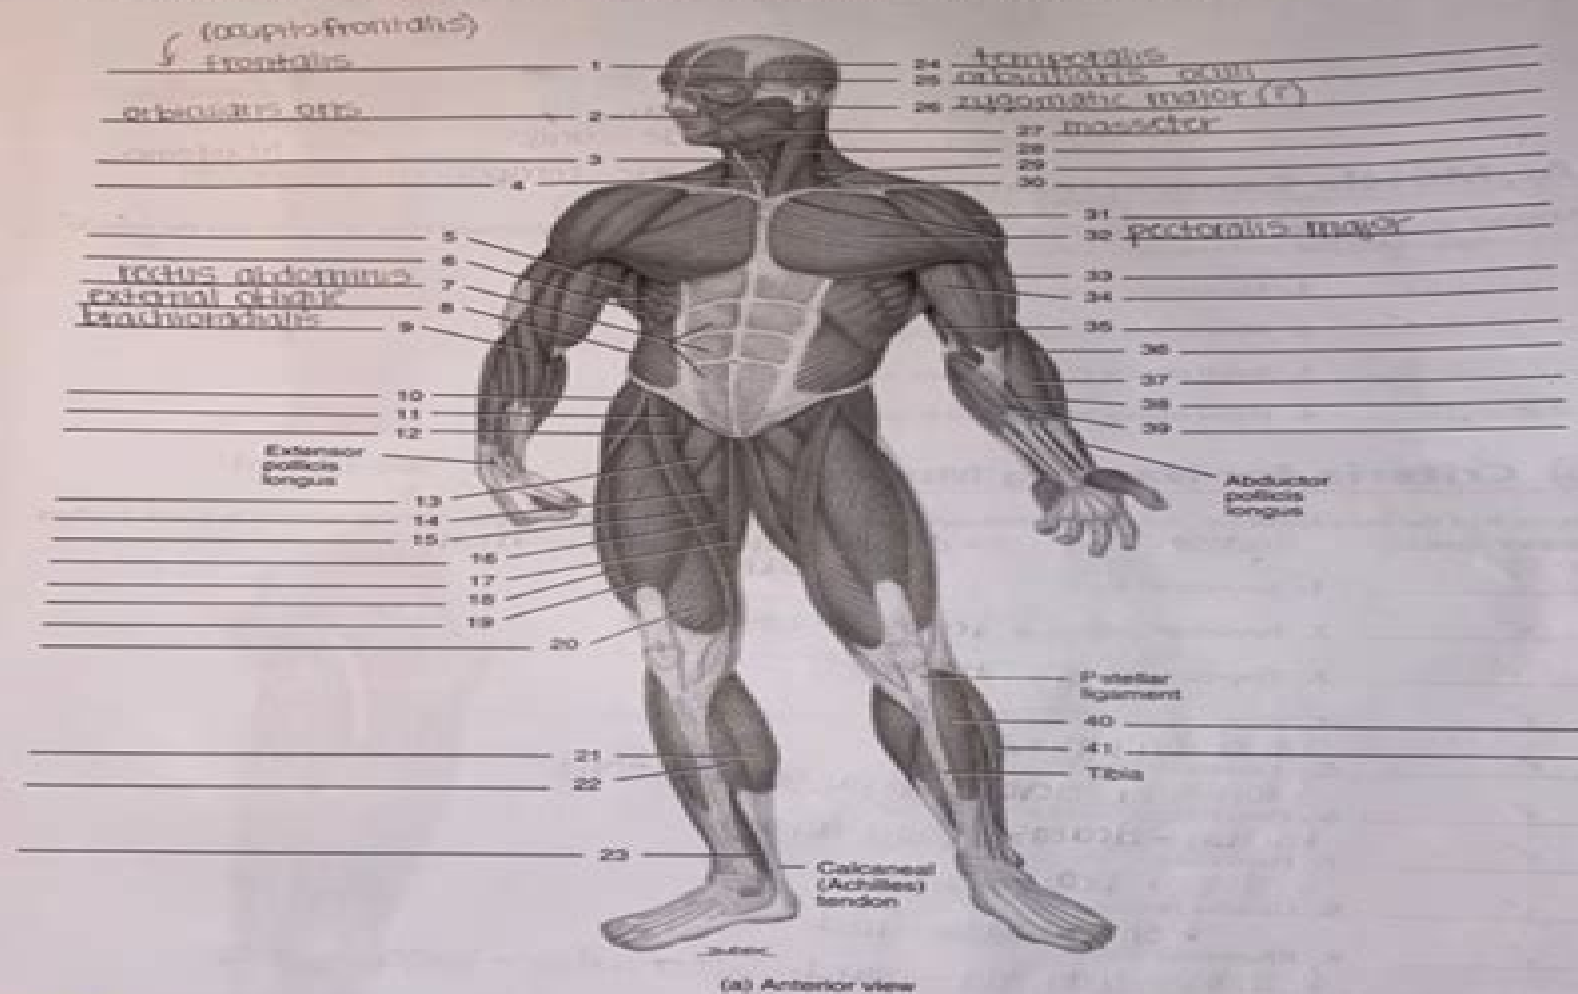 (occipitofrontalis)
frontalis
1
orbicularis oris
2
3
4
5
6
rectus abdominis
7
external oblique
8
brachioradialis
9
10
11
12
Extensor
pollicis
longus
13
14
15
16
17
18
19
20
21
22
23
24 temporalis
25 orbicularis oculi
26 zygomatic major (r)
27 masseter
28
29
30
31
32 pectoralis major
33
34
35
36
37
38
39
Abductor
pollicis
longus
Patellar
ligament
40
41
Tibia
Calcaneal
(Achilles)
tendon
(a) Anterior view